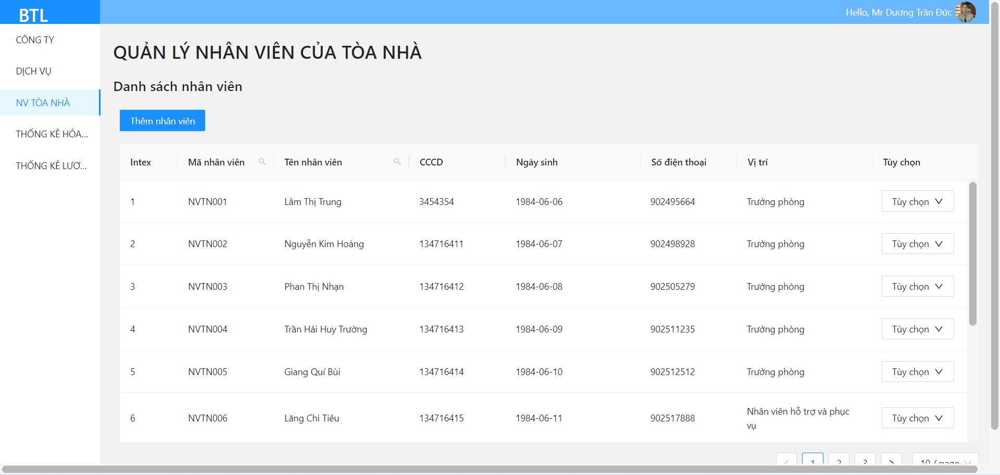 BTL
Hello, Mr Dương Trần Đức
CÔNG TY
DỊCH VỤ
NV TÒA NHÀ
THỐNG KÊ HÓA...
THỐNG KÊ LƯƠ...
QUẢN LÝ NHÂN VIÊN CỦA TÒA NHÀ
Danh sách nhân viên
Thêm nhân viên
Intex Mã nhân viên Tên nhân viên CCCD Ngày sinh Số điện thoại Vị trí Tùy chọn
1 NVTN001 Lâm Thị Trung 3454354 1984-06-06 902495664 Trưởng phòng Tùy chọn
2 NVTN002 Nguyễn Kim Hoàng 134716411 1984-06-07 902498928 Trưởng phòng Tùy chọn
3 NVTN003 Phan Thị Nhạn 134716412 1984-06-08 902505279 Trưởng phòng Tùy chọn
4 NVTN004 Trần Hải Huy Trường 134716413 1984-06-09 902511235 Trưởng phòng Tùy chọn
5 NVTN005 Giang Quí Bùi 134716414 1984-06-10 902512512 Trưởng phòng Tùy chọn
6 NVTN006 Lăng Chi Tiêu 134716415 1984-06-11 902517888 Nhân viên hỗ trợ và phục Tùy chọn
vụ
< 1 2 3 > 10 / page